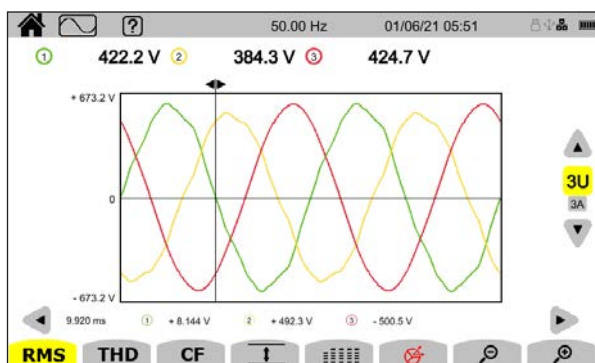 ? 50.00 Hz 01/06/21 05:51
1 422.2 V 2 384.3 V 3 424.7 V
+ 673.2 V
0
- 673.2 V
3U
3A
9.920 ms 1 + 8.144 V 2 + 492.3 V 3 - 500.5 V
RMS THD CF